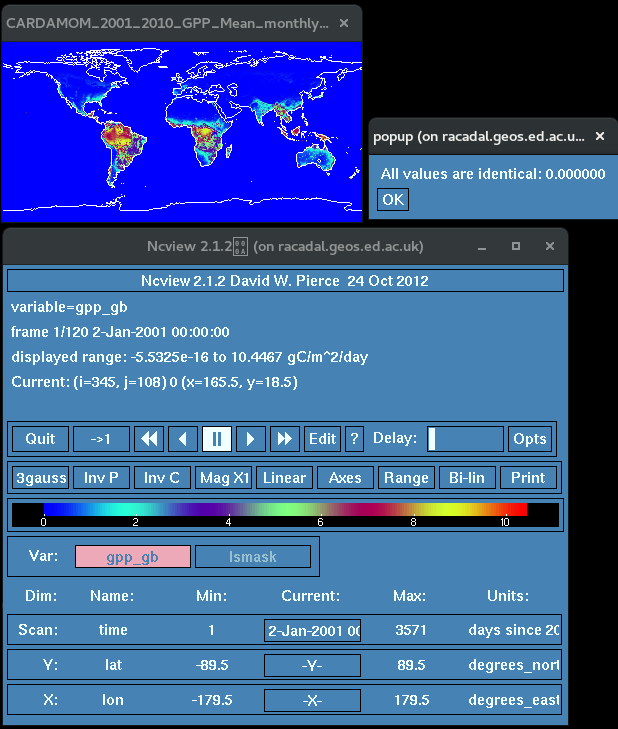 CARDAMOM_2001_2010_GPP_Mean_monthly...
popup (on racadal.geos.ed.ac.u...
All values are identical: 0.000000
OK
Ncview 2.1.2 (on racadal.geos.ed.ac.uk)
Ncview 2.1.2 David W. Pierce 24 Oct 2012
variable=gpp_gb
frame 1/120 2-Jan-2001 00:00:00
displayed range: -5.5325e-16 to 10.4467 gC/m^2/day
Current: (i=345, j=108) 0 (x=165.5, y=18.5)
Quit ->1 Edit ? Delay: Opts
3gauss Inv P Inv C Mag X1 Linear Axes Range Bi-lin Print
0 2 4 6 8 10
Var: gpp_gb lsmask
Dim: Name: Min: Current: Max: Units:
Scan: time 1 2-Jan-2001 00 3571 days since 20
Y: lat -89.5 -Y- 89.5 degrees_nort
X: lon -179.5 -X- 179.5 degrees_east